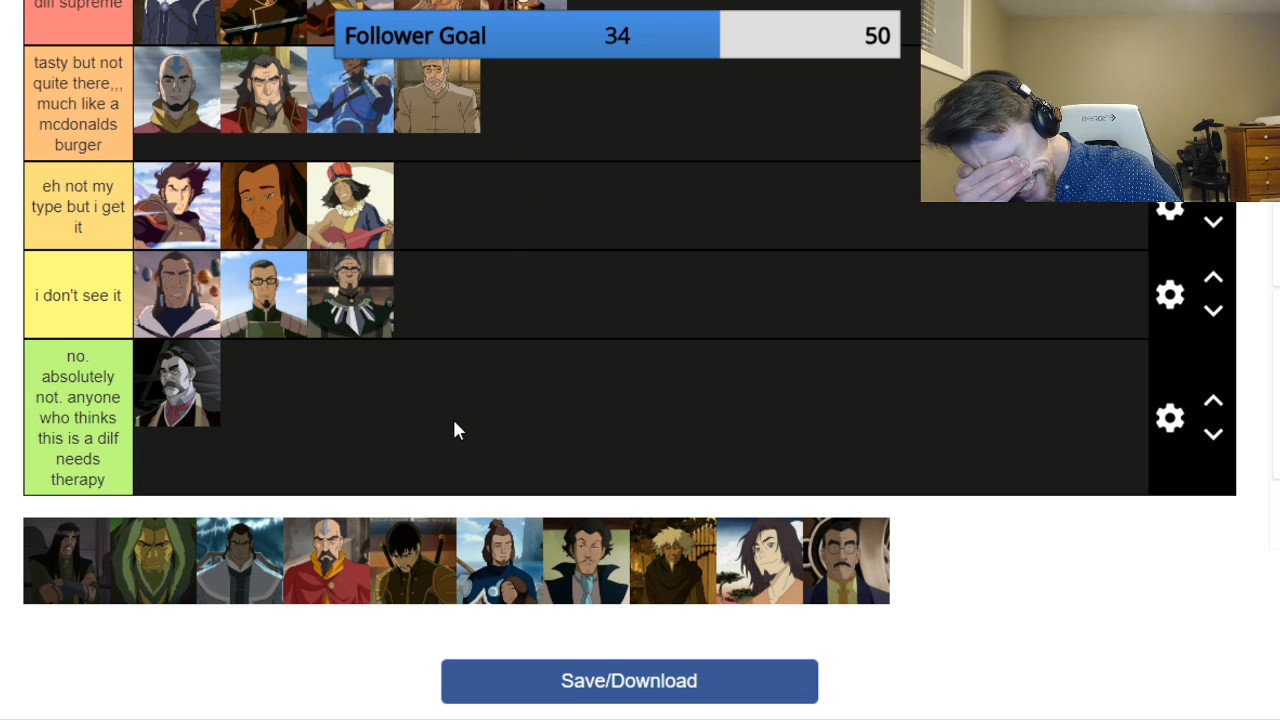 dilf supreme
Follower Goal 34 50
tasty but not
quite there,,,
much like a
mcdonalds
burger
eh not my
type but i get
it
i don't see it
no.
absolutely
not. anyone
who thinks
this is a dilf
needs
therapy
Save/Download